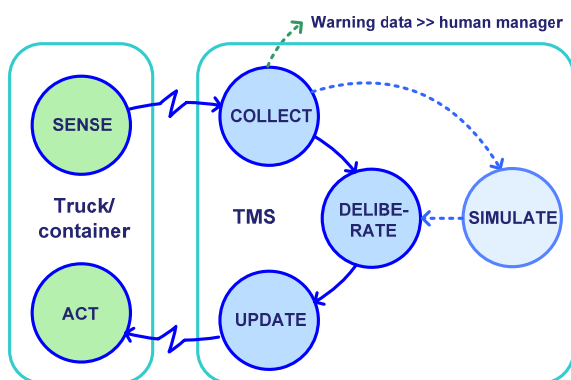 Warning data >> human manager
SENSE
COLLECT
Truck/
container
TMS
DELIBE-
RATE
SIMULATE
ACT
UPDATE